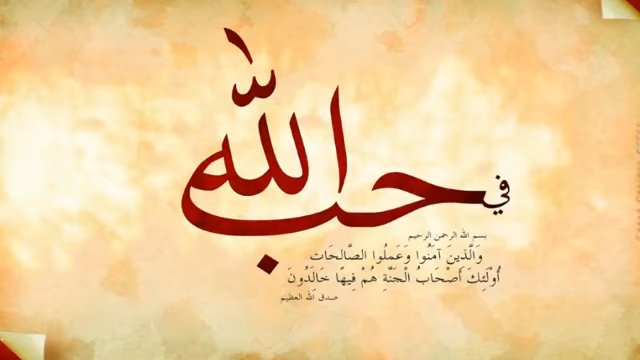 في حب الله
بسم الله الرحمن الرحيم
وَالَّذِينَ آمَنُوا وَعَمِلُوا الصَّالِحَاتِ
أُوْلَئِكَ أَصْحَابُ الْجَنَّةِ هُمْ فِيهَا خَالِدُونَ
صدق الله العظيم